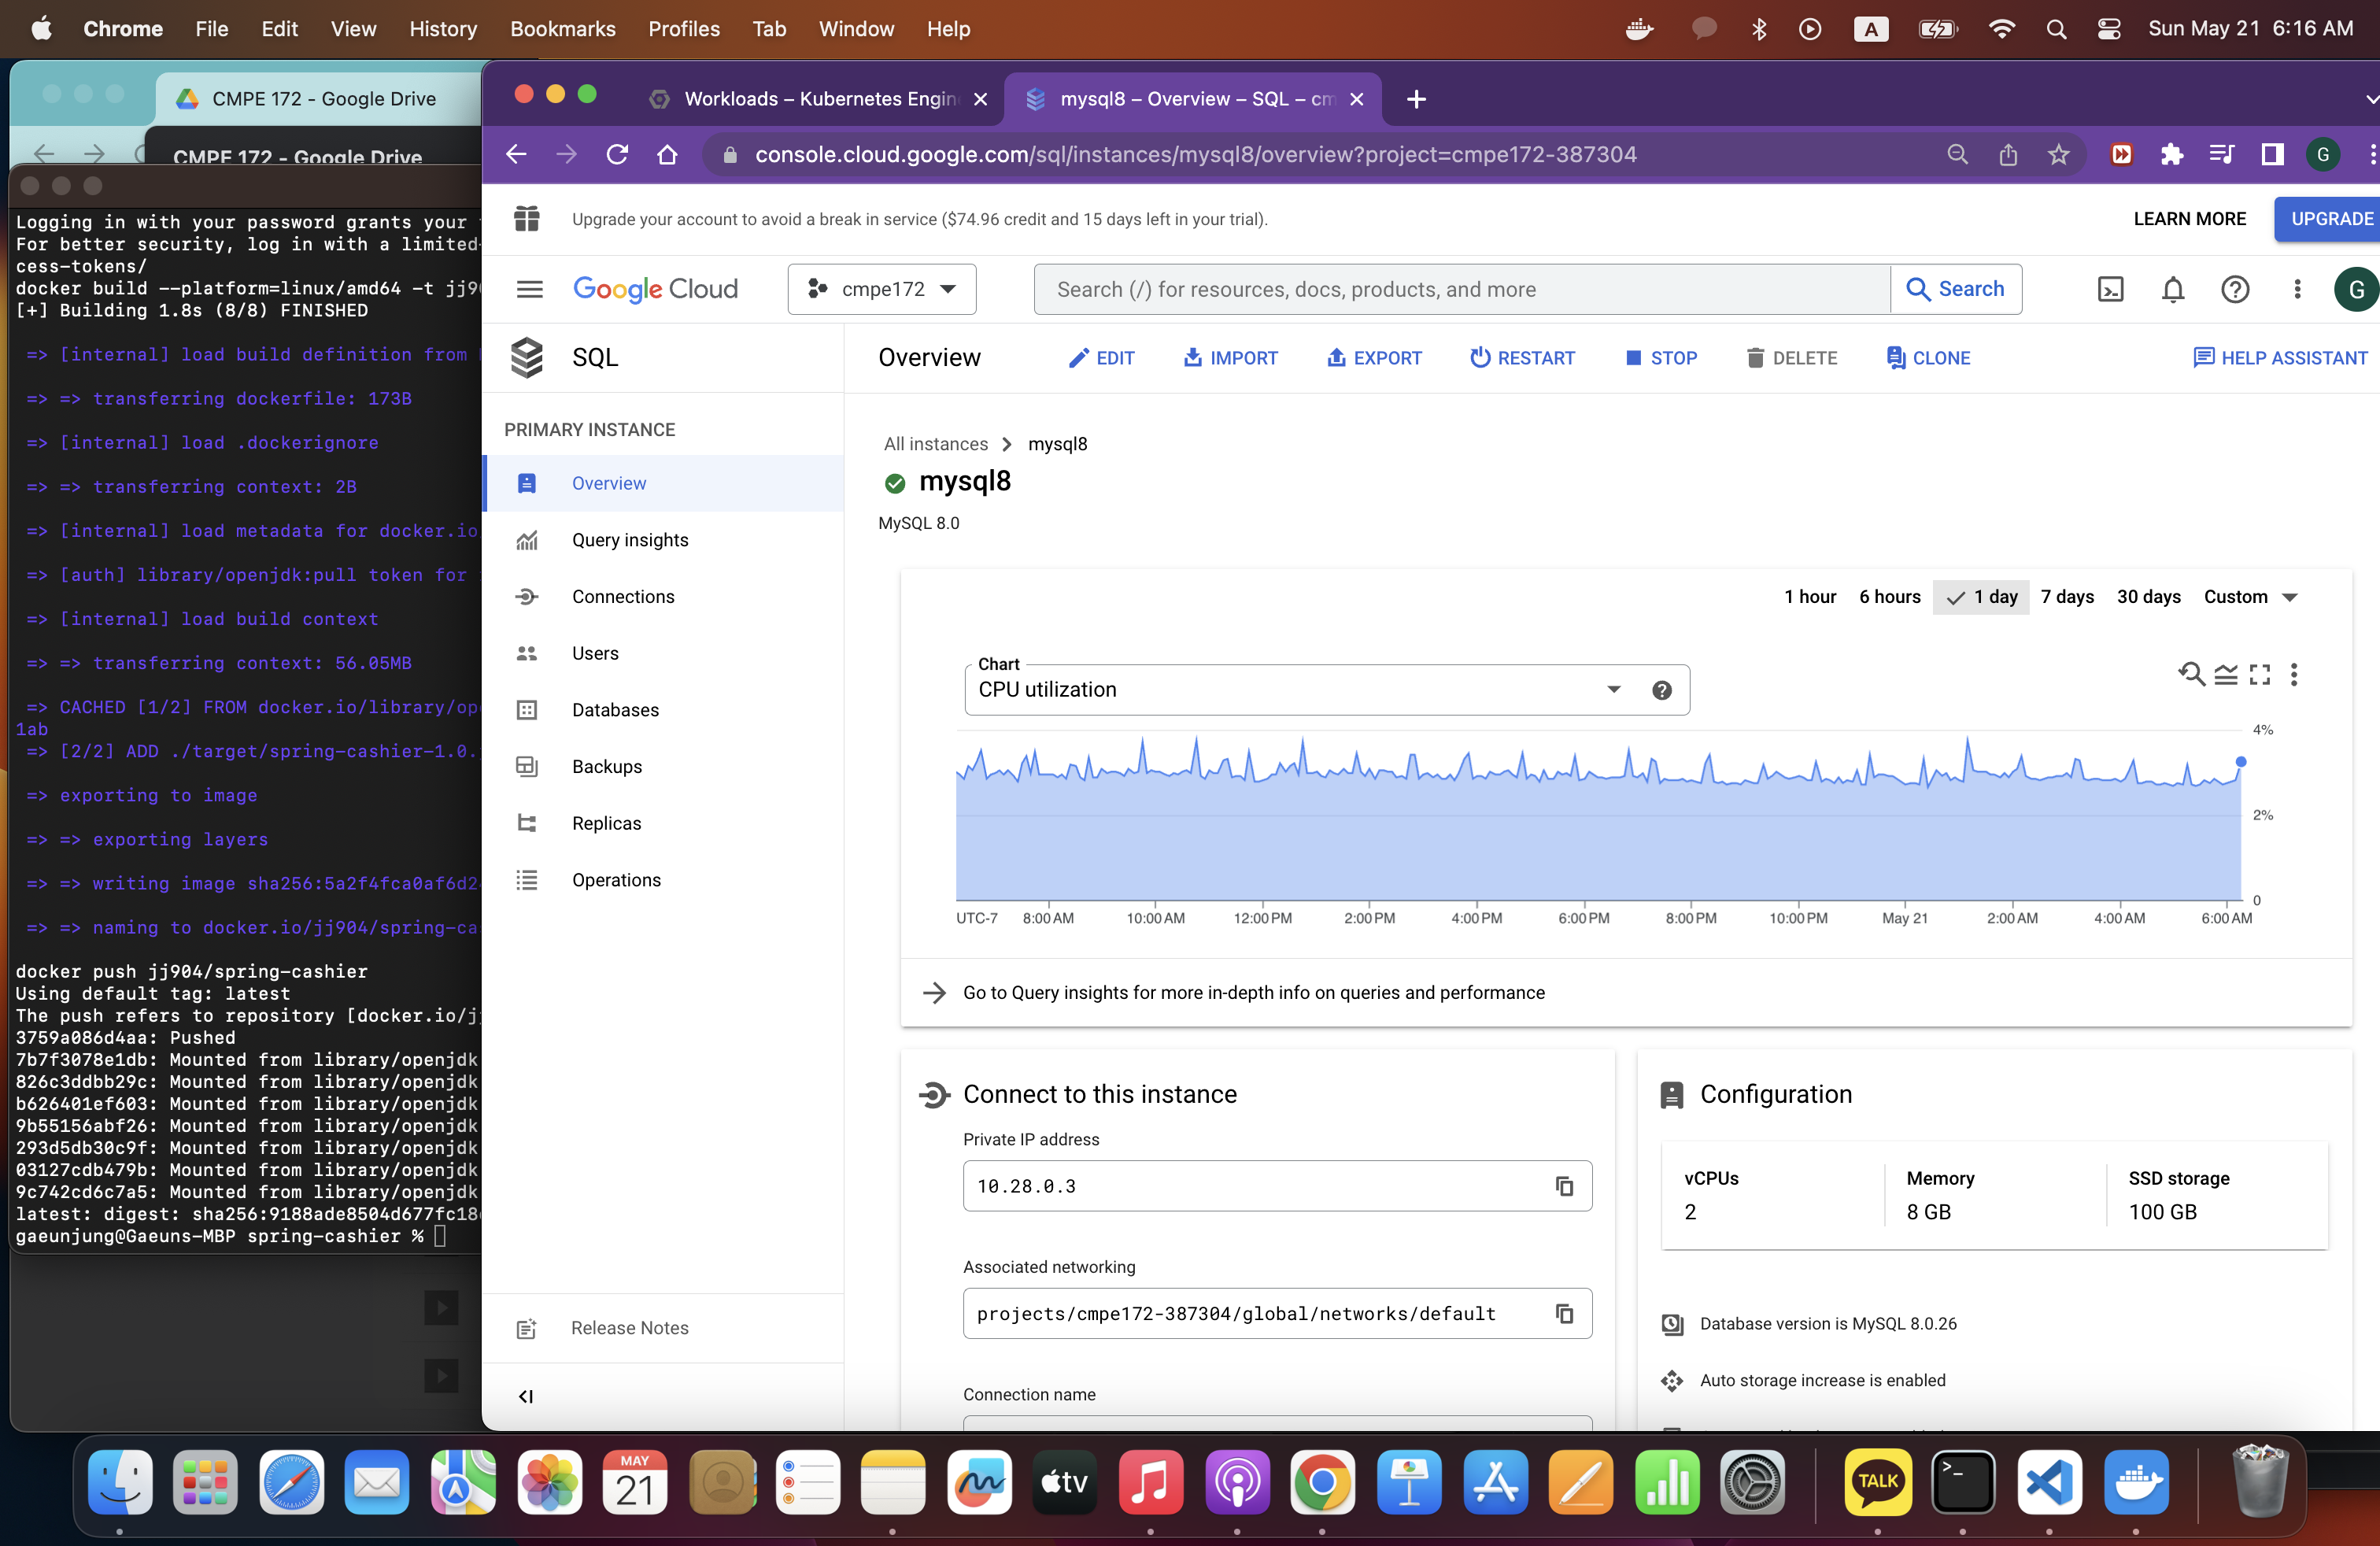 Chrome File Edit View History Bookmarks Profiles Tab Window Help
A
Sun May 21 6:16 AM
CMPE 172 - Google Drive
CMPE 172 - Google Drive
Logging in with your password grants your
For better security, log in with a limited-
cess-tokens/
docker build --platform=linux/amd64 -t jj90
[+] Building 1.8s (8/8) FINISHED
=> [internal] load build definition from
=> => transferring dockerfile: 173B
=> [internal] load .dockerignore
=> => transferring context: 2B
=> [internal] load metadata for docker.io
=> [auth] library/openjdk:pull token for
=> [internal] load build context
=> => transferring context: 56.05MB
=> CACHED [1/2] FROM docker.io/library/op
1ab
=> [2/2] ADD ./target/spring-cashier-1.0.
=> exporting to image
=> => exporting layers
=> => writing image sha256:5a2f4fca0af6d2
=> => naming to docker.io/jj904/spring-ca
docker push jj904/spring-cashier
Using default tag: latest
The push refers to repository [docker.io/j
3759a086d4aa: Pushed
7b7f3078e1db: Mounted from library/openjdk
826c3ddbb29c: Mounted from library/openjdk
b626401ef603: Mounted from library/openjdk
9b55156abf26: Mounted from library/openjdk
293d5db30c9f: Mounted from library/openjdk
03127cdb479b: Mounted from library/openjdk
9c742cd6c7a5: Mounted from library/openjdk
latest: digest: sha256:9188ade8504d677fc18
gaeunjung@Gaeuns-MBP spring-cashier %
Workloads – Kubernetes Engin
mysql8 – Overview – SQL – cm
console.cloud.google.com/sql/instances/mysql8/overview?project=cmpe172-387304
G
Upgrade your account to avoid a break in service ($74.96 credit and 15 days left in your trial).
LEARN MORE
UPGRADE
Google Cloud
cmpe172
Search (/) for resources, docs, products, and more
Search
G
SQL
Overview
EDIT
IMPORT
EXPORT
RESTART
STOP
DELETE
CLONE
HELP ASSISTANT
PRIMARY INSTANCE
Overview
Query insights
Connections
Users
Databases
Backups
Replicas
Operations
Release Notes
All instances
mysql8
mysql8
MySQL 8.0
1 hour
6 hours
1 day
7 days
30 days
Custom
Chart
CPU utilization
4%
2%
0
UTC-7 8:00 AM 10:00 AM 12:00 PM 2:00 PM 4:00 PM 6:00 PM 8:00 PM 10:00 PM May 21 2:00 AM 4:00 AM 6:00 AM
Go to Query insights for more in-depth info on queries and performance
Connect to this instance
Private IP address
10.28.0.3
Associated networking
projects/cmpe172-387304/global/networks/default
Connection name
Configuration
vCPUs
2
Memory
8 GB
SSD storage
100 GB
Database version is MySQL 8.0.26
Auto storage increase is enabled
MAY
21
tv
TALK
>_